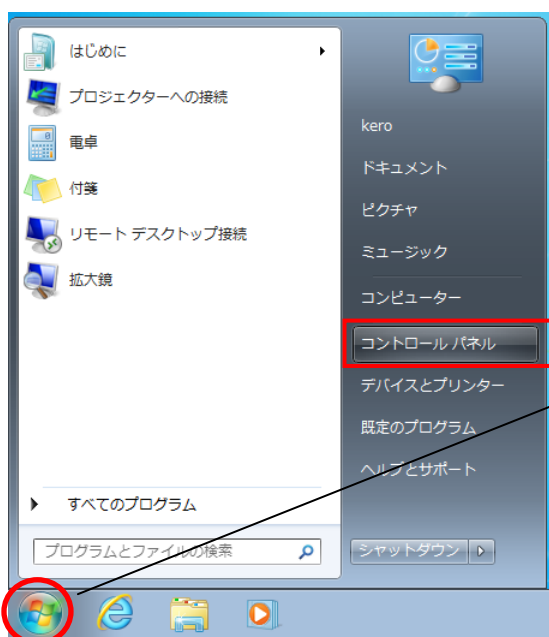 はじめに
プロジェクターへの接続
電卓
付箋
リモート デスクトップ接続
拡大鏡
すべてのプログラム
プログラムとファイルの検索
kero
ドキュメント
ピクチャ
ミュージック
コンピューター
コントロール パネル
デバイスとプリンター
既定のプログラム
ヘルプとサポート
シャットダウン